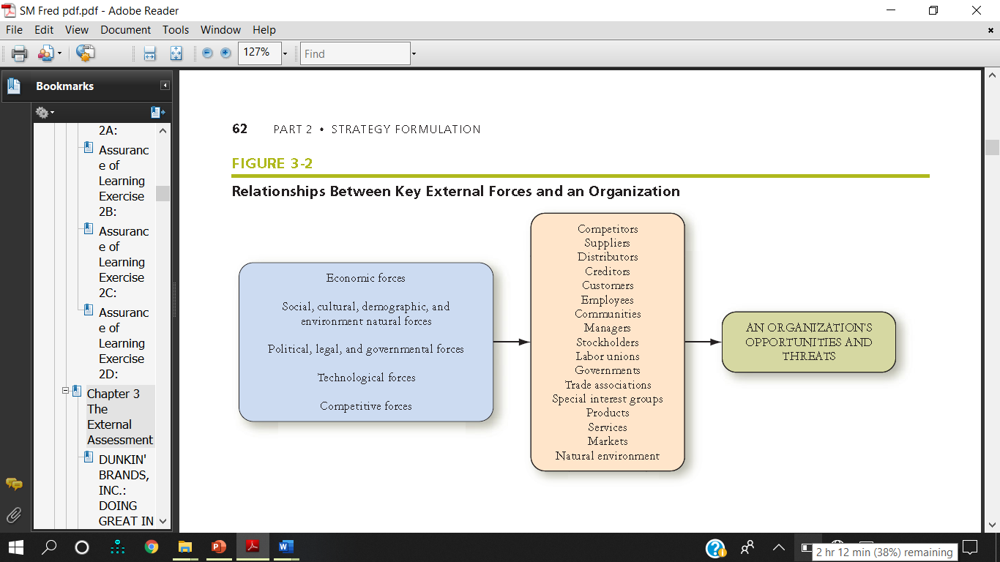 SM Fred pdf.pdf - Adobe Reader
File Edit View Document Tools Window Help
127%
Find
Bookmarks
2A:
Assuranc
e of
Learning
Exercise
2B:
Assuranc
e of
Learning
Exercise
2C:
Assuranc
e of
Learning
Exercise
2D:
Chapter 3
The
External
Assessment
DUNKIN'
BRANDS,
INC.:
DOING
GREAT IN
62 PART 2 • STRATEGY FORMULATION
FIGURE 3-2
Relationships Between Key External Forces and an Organization
Economic forces
Social, cultural, demographic, and
environment natural forces
Political, legal, and governmental forces
Technological forces
Competitive forces
Competitors
Suppliers
Distributors
Creditors
Customers
Employees
Communities
Managers
Stockholders
Labor unions
Governments
Trade associations
Special interest groups
Products
Services
Markets
Natural environment
AN ORGANIZATION'S
OPPORTUNITIES AND
THREATS
2 hr 12 min (38%) remaining